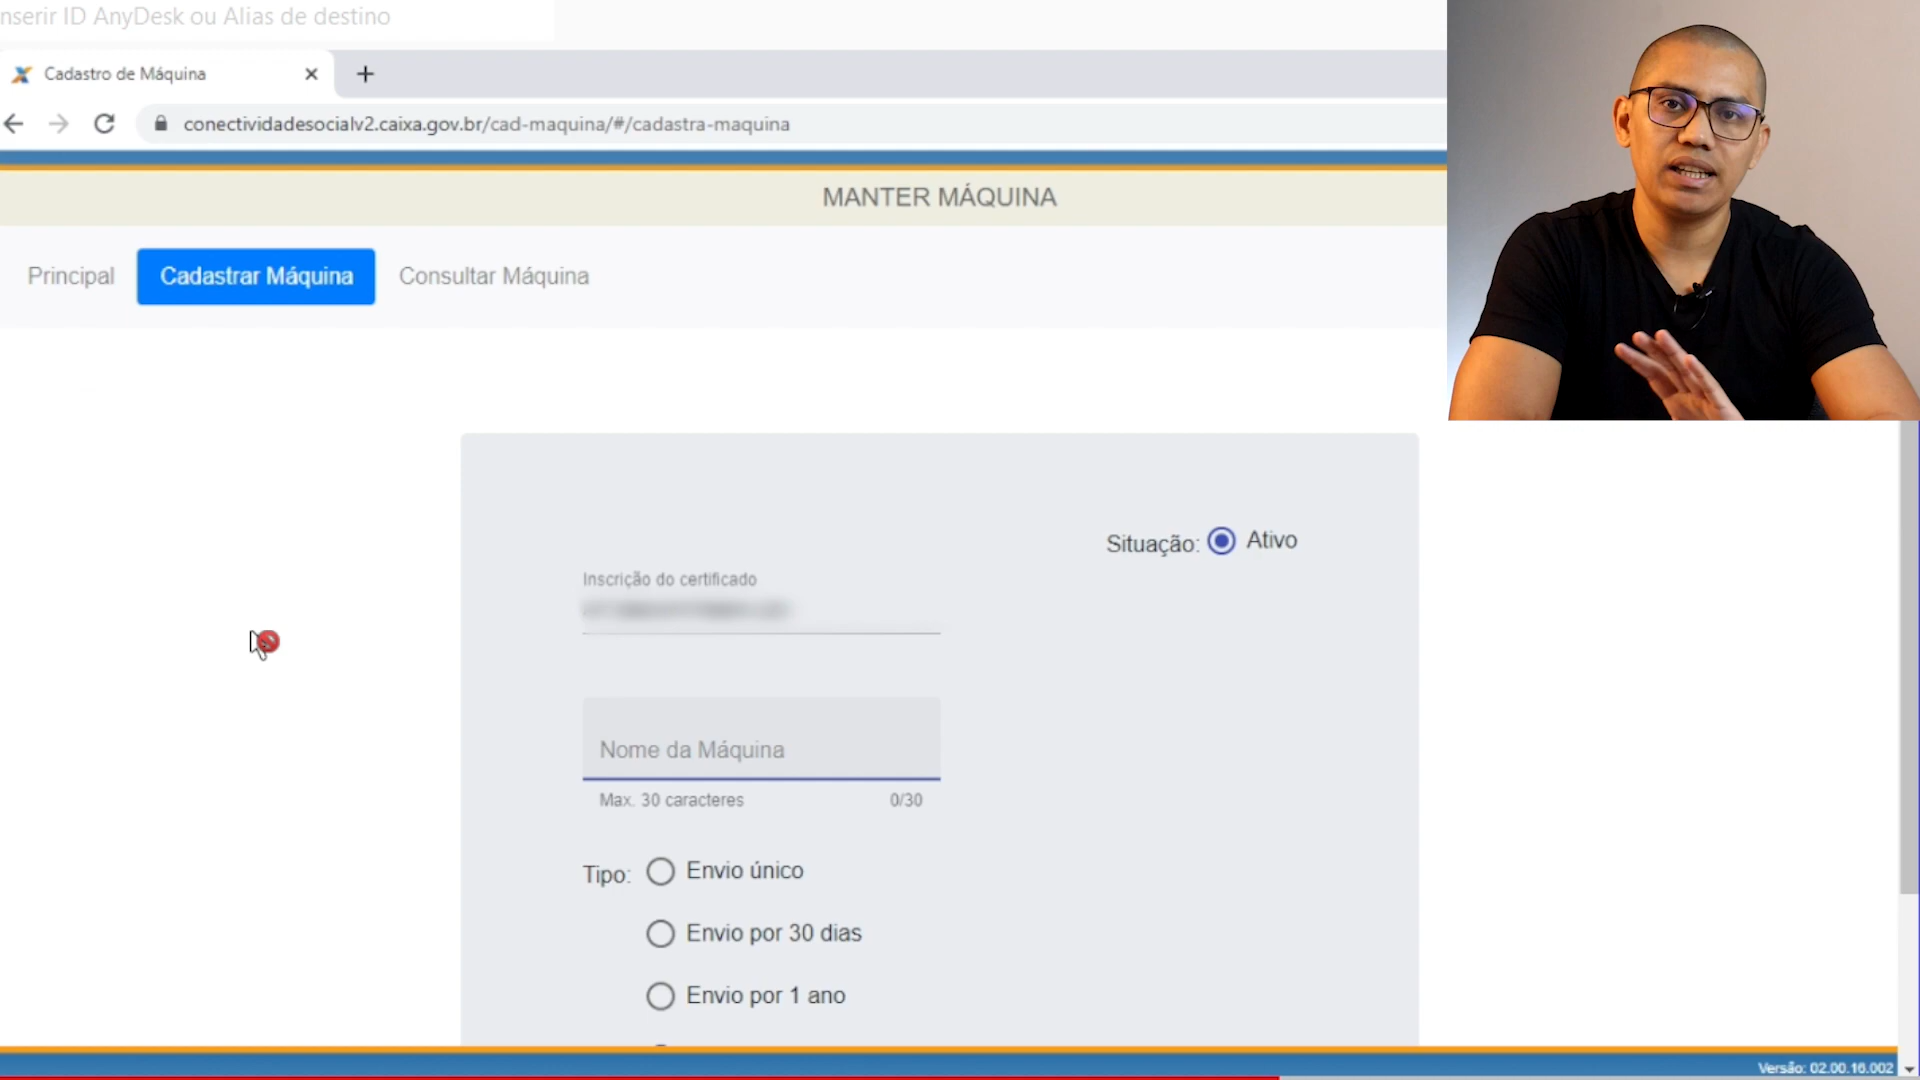 nserir ID AnyDesk ou Alias de destino
Cadastro de Máquina
conectividadesocialv2.caixa.gov.br/cad-maquina/#/cadastra-maquina
MANTER MÁQUINA
Principal
Cadastrar Máquina
Consultar Máquina
Situação: Ativo
Inscrição do certificado
Nome da Máquina
Max. 30 caracteres
0/30
Tipo: Envio único
Envio por 30 dias
Envio por 1 ano
Versão: 02.00.16.002